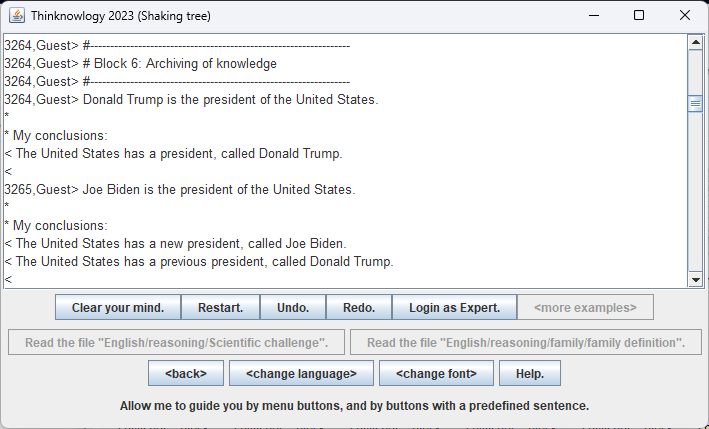 Thinknowlogy 2023 (Shaking tree)
3264,Guest> #-----------------------------------------------------------------
3264,Guest> # Block 6: Archiving of knowledge
3264,Guest> #-----------------------------------------------------------------
3264,Guest> Donald Trump is the president of the United States.
*
* My conclusions:
< The United States has a president, called Donald Trump.
<
3265,Guest> Joe Biden is the president of the United States.
*
* My conclusions:
< The United States has a new president, called Joe Biden.
< The United States has a previous president, called Donald Trump.
<
Clear your mind. Restart. Undo. Redo. Login as Expert. <more examples>
Read the file "English/reasoning/Scientific challenge". Read the file "English/reasoning/family/family definition".
<back> <change language> <change font> Help.
Allow me to guide you by menu buttons, and by buttons with a predefined sentence.